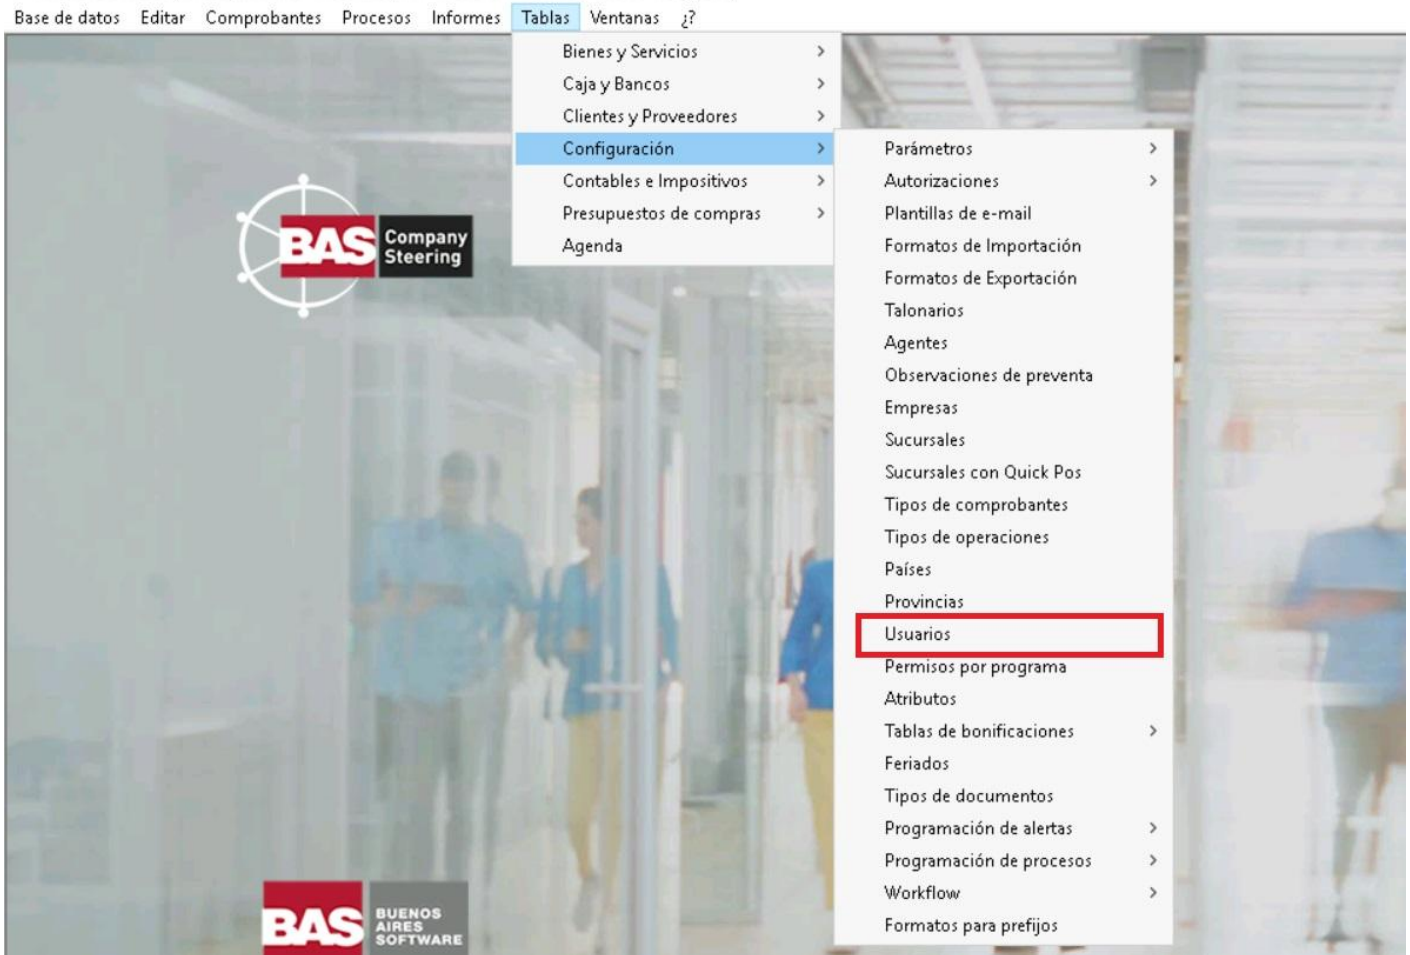 Base de datos Editar Comprobantes Procesos Informes Tablas Ventanas ¿?
Bienes y Servicios
Caja y Bancos
Clientes y Proveedores
Configuración
Contables e Impositivos
Presupuestos de compras
Agenda
Parámetros
Autorizaciones
Plantillas de e-mail
Formatos de Importación
Formatos de Exportación
Talonarios
Agentes
Observaciones de preventa
Empresas
Sucursales
Sucursales con Quick Pos
Tipos de comprobantes
Tipos de operaciones
Países
Provincias
Usuarios
Permisos por programa
Atributos
Tablas de bonificaciones
Feriados
Tipos de documentos
Programación de alertas
Programación de procesos
Workflow
Formatos para prefijos
BAS Company
Steering
BAS BUENOS
AIRES
SOFTWARE